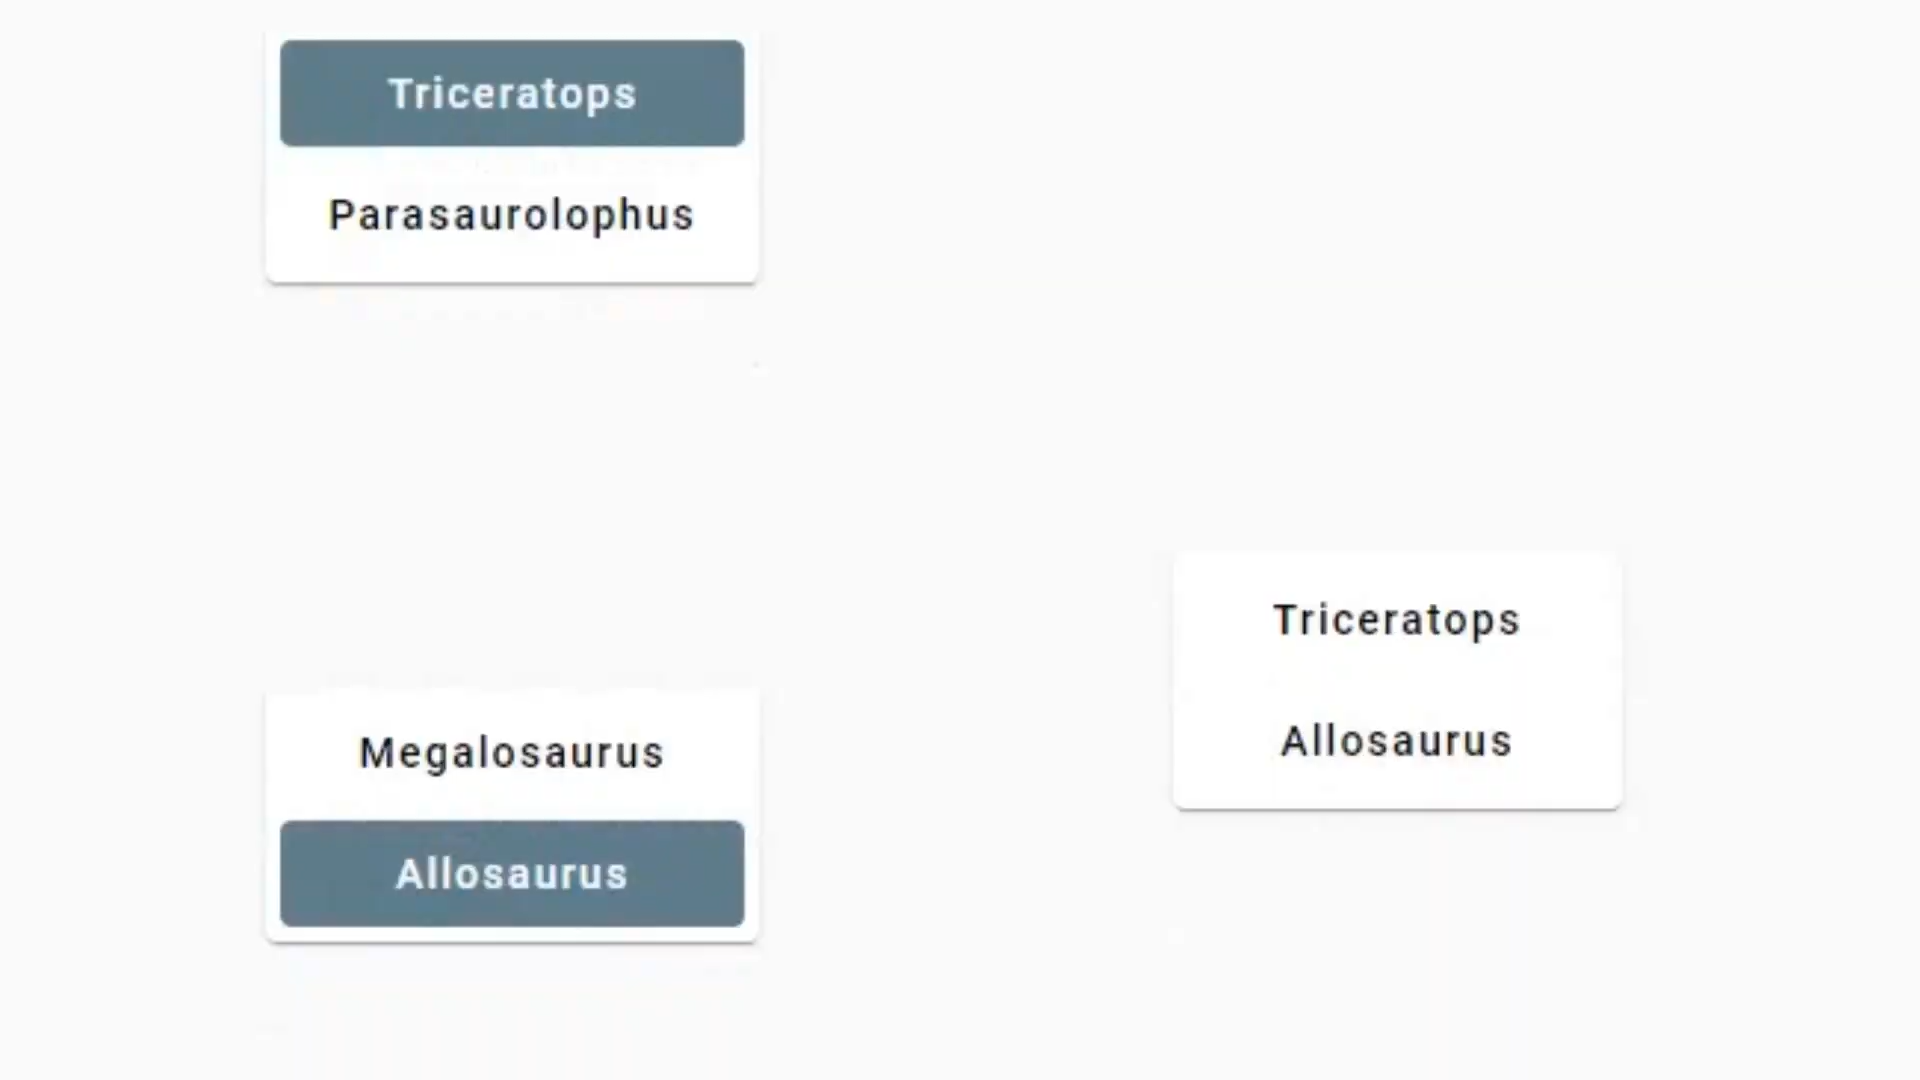 Triceratops
Parasaurolophus
Megalosaurus
Allosaurus
Triceratops
Allosaurus